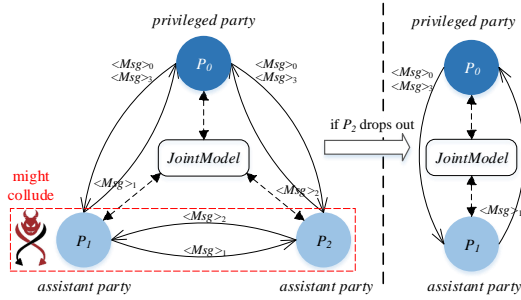 privileged party
privileged party
P0
<Msg>0
<Msg>3
<Msg>0
<Msg>3
P0
<Msg>0
<Msg>3
if P2 drops out
JointModel
JointModel
might
collude
<Msg>1
<Msg>2
<Msg>1
P1
<Msg>2
<Msg>1
P2
P1
assistant party
assistant party
assistant party